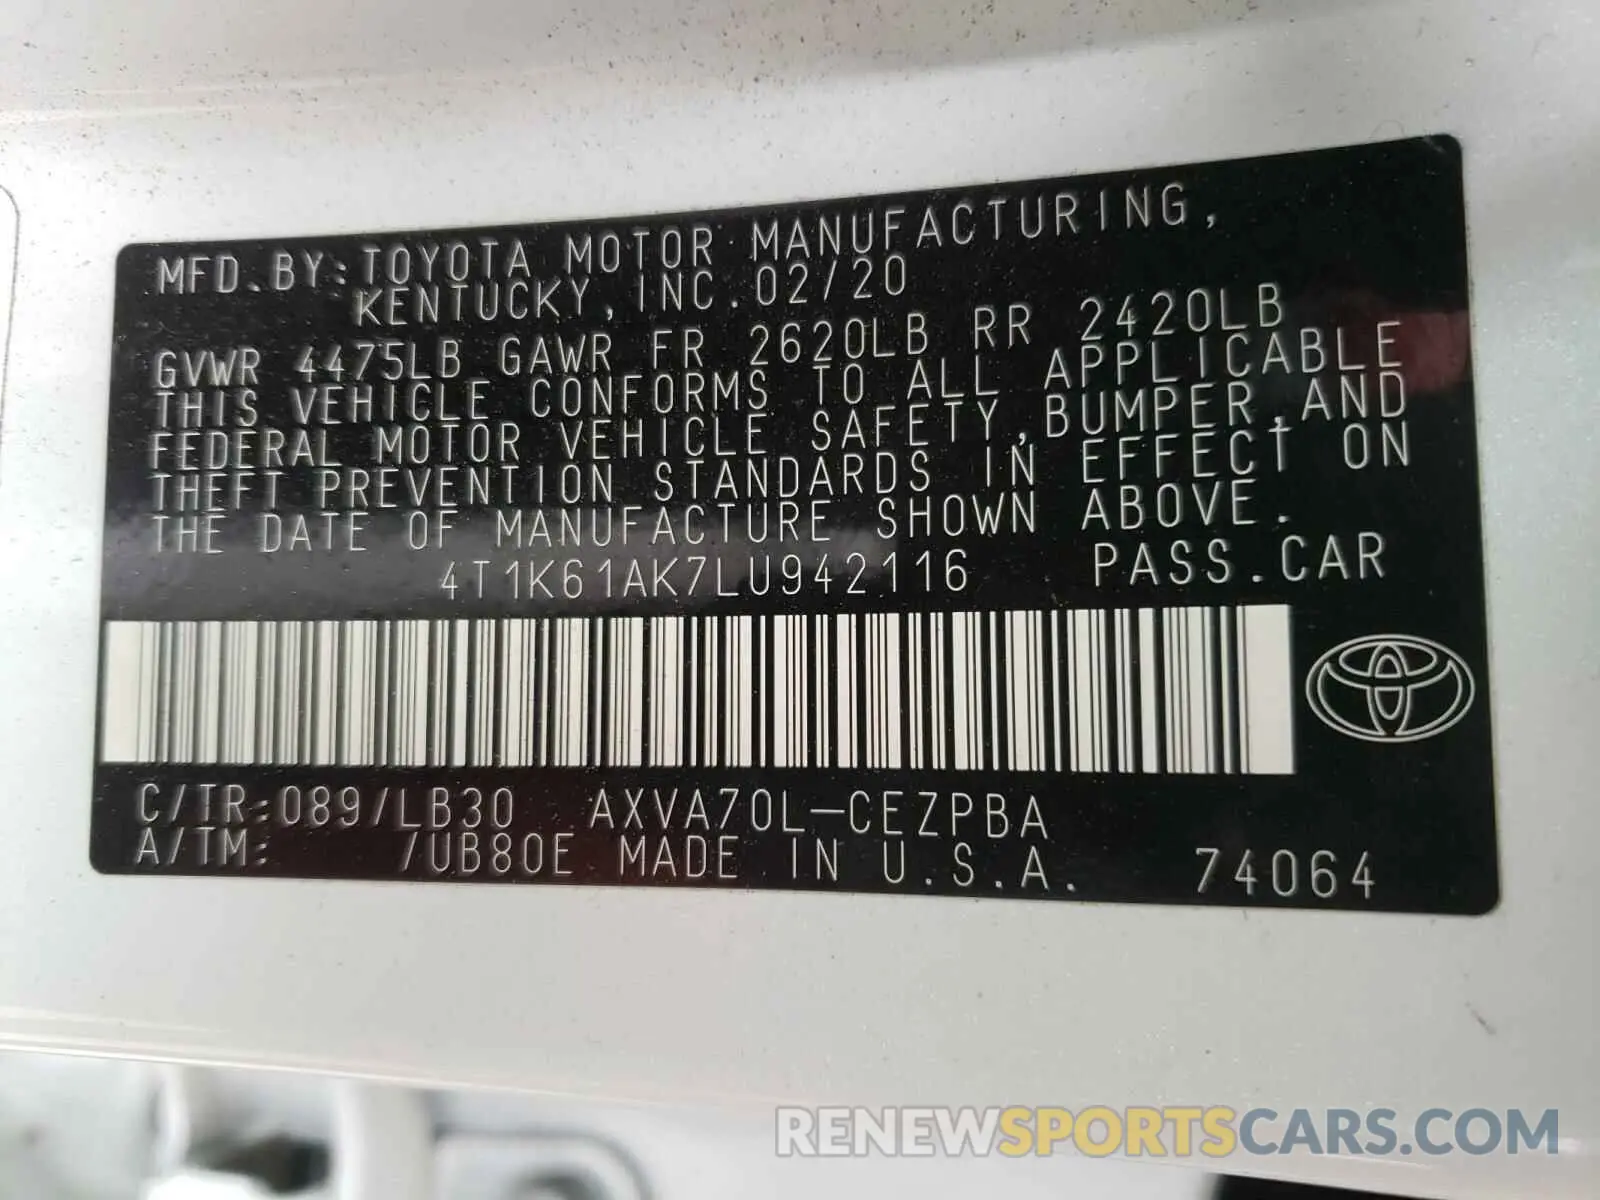 MFD.BY:TOYOTA MOTOR MANUFACTURING,
KENTUCKY, INC.02/20
GVWR 4475LB GAWR FR 2620LB RR 2420LB
THIS VEHICLE CONFORMS TO ALL APPLICABLE
FEDERAL MOTOR VEHICLE SAFETY,BUMPER,AND
THEFT PREVENTION STANDARDS IN EFFECT ON
THE DATE OF MANUFACTURE SHOWN ABOVE.
4T1K61AK7LU942116 PASS.CAR
C/TR:089/LB30 AXVA70L-CEZPBA
A/TM: /UB80E MADE IN U.S.A. 74064
RENEWSPORTSCARS.COM